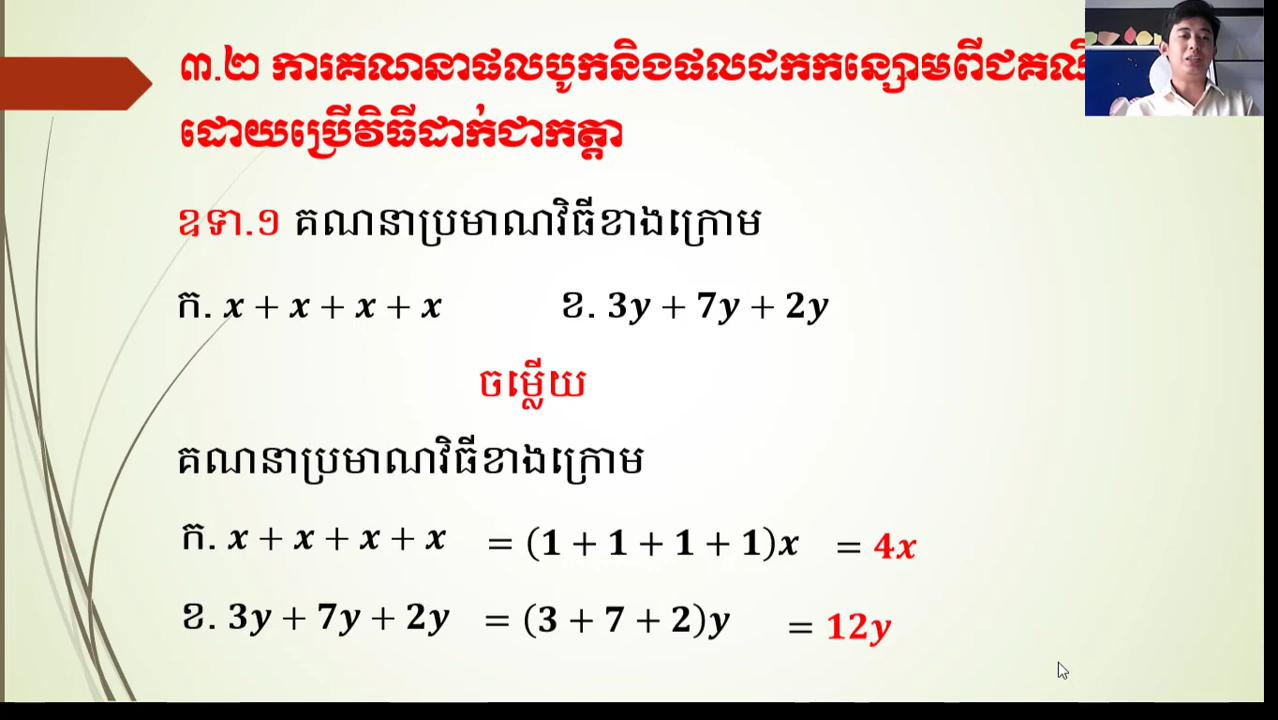 ៣.២ ការគណនាផលបូកនិងផលដកកន្សោមពីជគណិ
ដោយប្រើវិធីដាក់ជាកត្តា
ឧទា.១ គណនាប្រមាណវិធីខាងក្រោម
ក. x + x + x + x ខ. 3y + 7y + 2y
ចម្លើយ
គណនាប្រមាណវិធីខាងក្រោម
ក. x + x + x + x = (1 + 1 + 1 + 1)x = 4x
ខ. 3y + 7y + 2y = (3 + 7 + 2)y = 12y